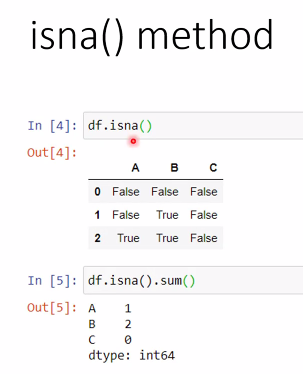 isna() method
In [4]: df.isna()
Out[4]:
A B C
0 False False False
1 False True False
2 True True False
In [5]: df.isna().sum()
Out[5]: A 1
B 2
C 0
dtype: int64